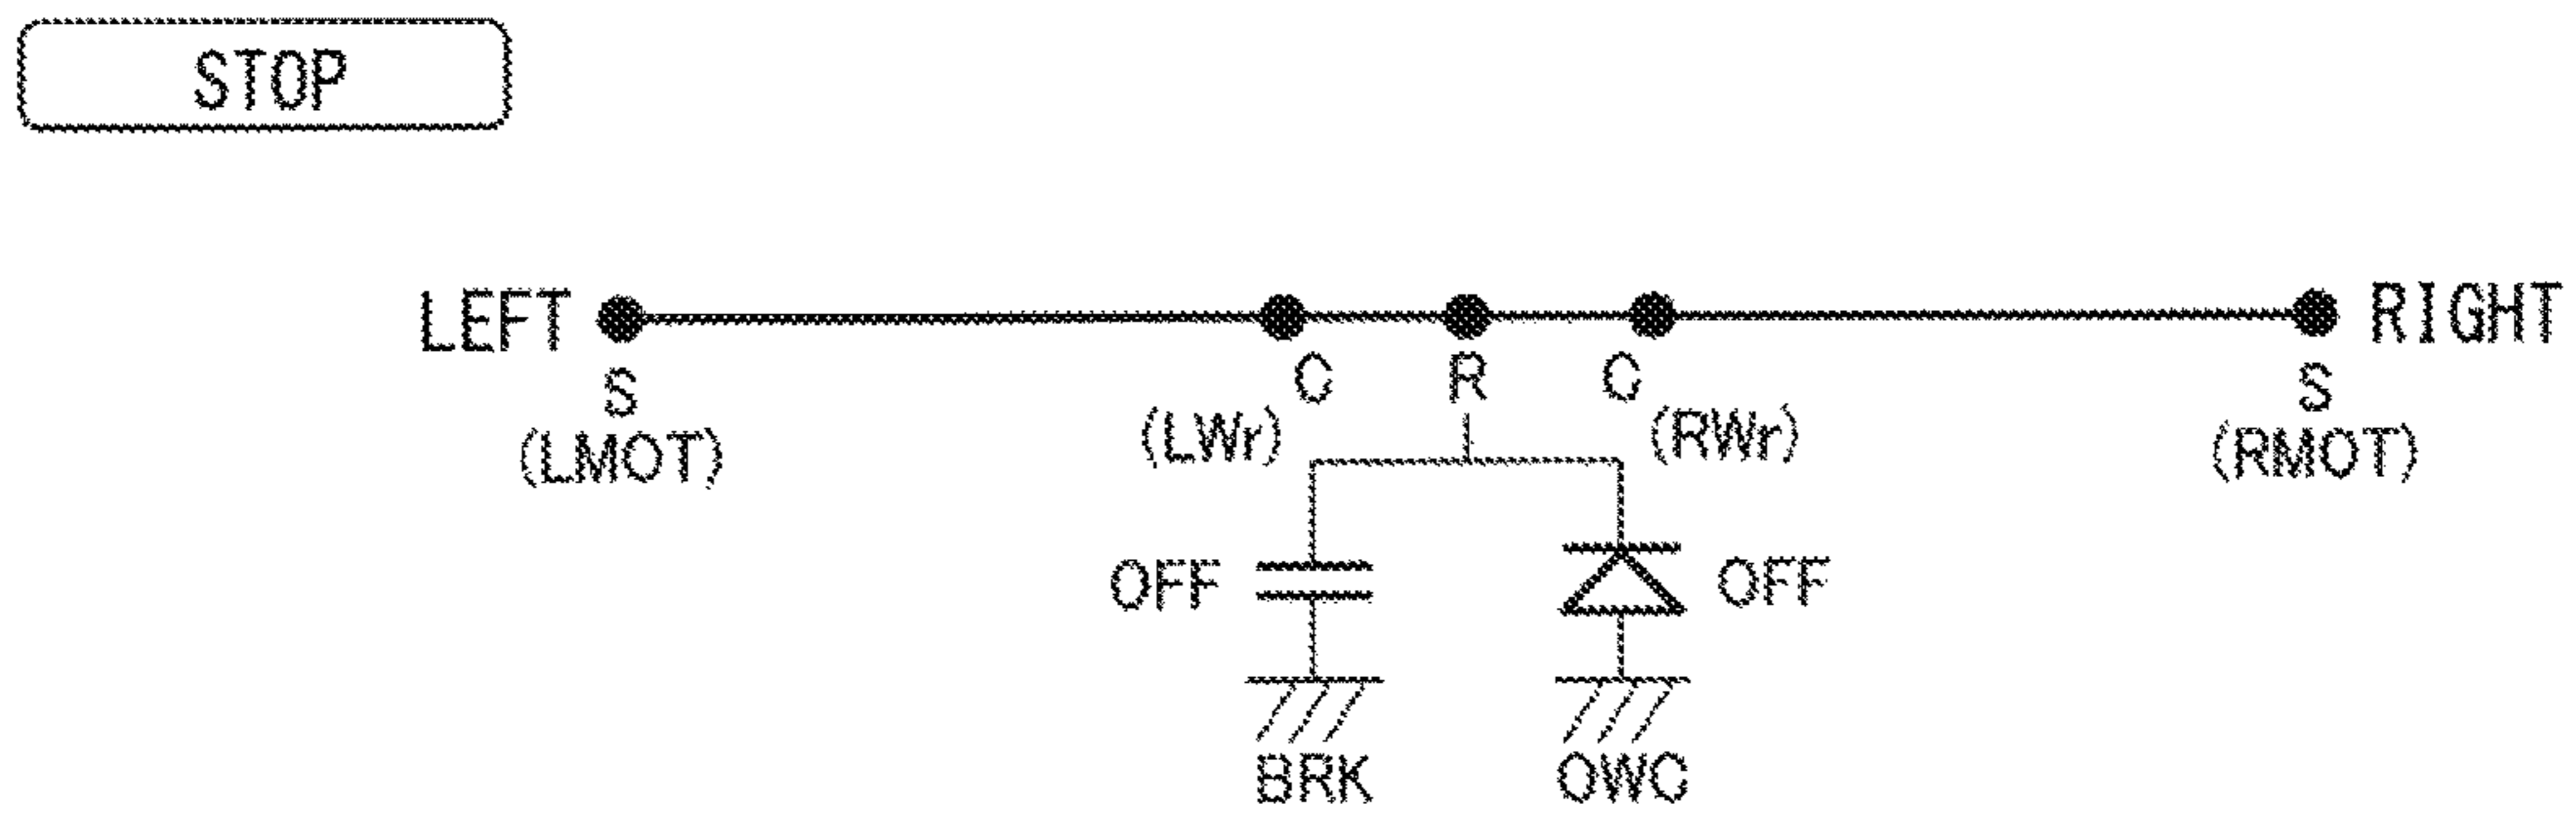 STOP
LEFT
RIGHT
S
C
R
C
S
(LMOT)
(LWr)
(RWr)
(RMOT)
OFF
OFF
BRK
OWC